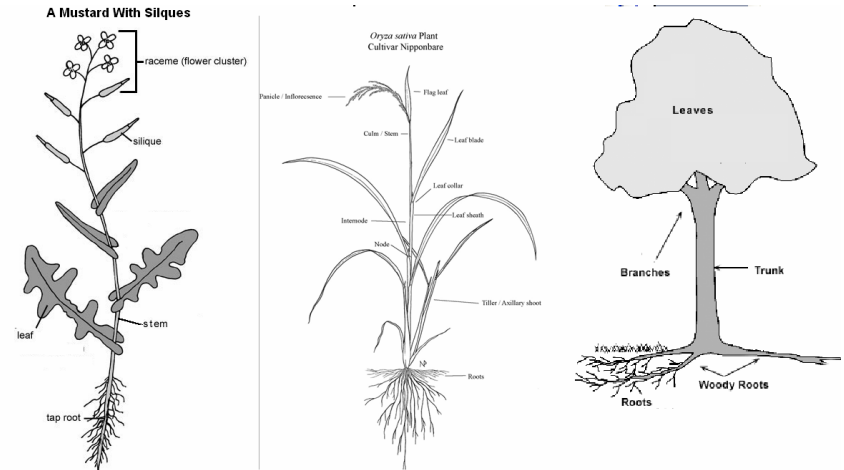 A Mustard With Silques
raceme (flower cluster)
silique
leaf
stem
tap root
Oryza sativa Plant
Cultivar Nipponbare
Panicle / Inflorecsence
Flag leaf
Culm / Stem
Leaf blade
Leaf collar
Leaf sheath
Internode
Node
Tiller / Axillary shoot
Roots
Leaves
Branches
Trunk
Woody Roots
Roots